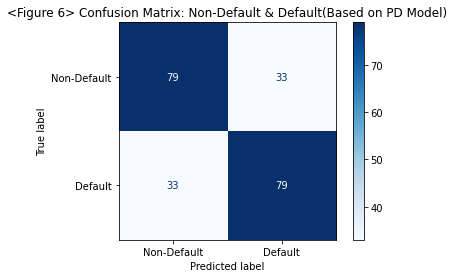 <Figure 6> Confusion Matrix: Non-Default & Default(Based on PD Model)
Non-Default
79
33
Default
33
79
Non-Default
Default
Predicted label
True label
70
60
50
40